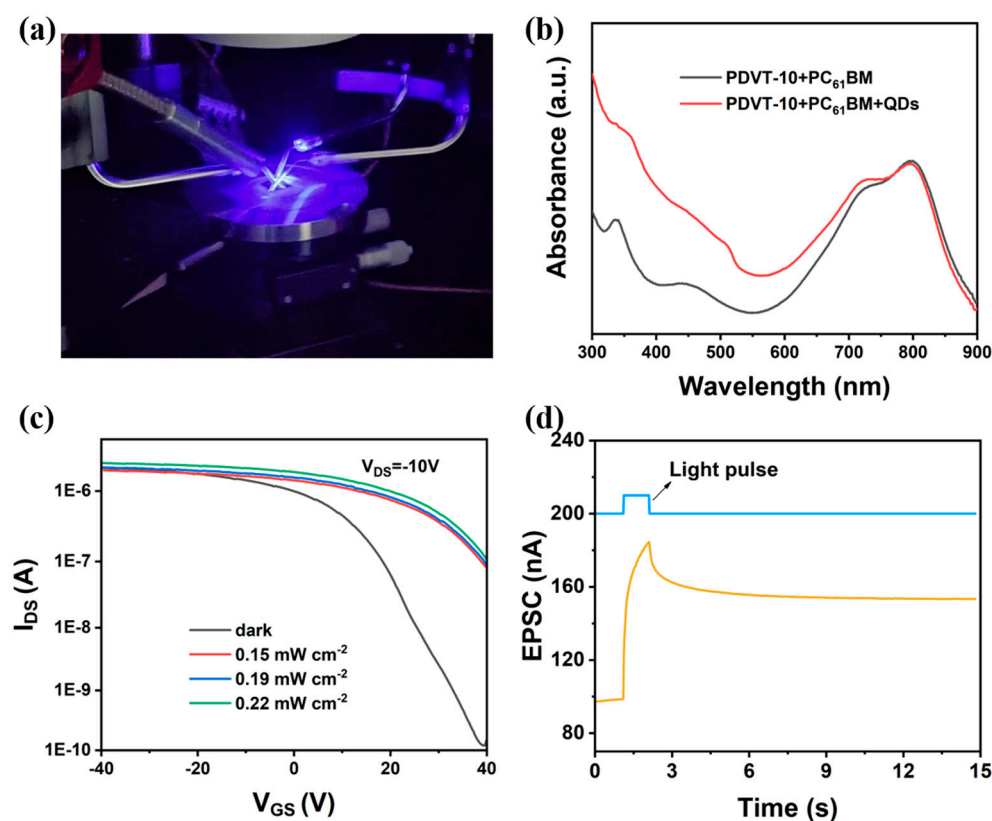 (a)
(b)
Absorbance (a.u.)
PDVT-10+PC₆₁BM
PDVT-10+PC₆₁BM+QDs
300 400 500 600 700 800 900
Wavelength (nm)
(c)
I_DS (A)
1E-6
1E-7
1E-8
1E-9
1E-10
V_DS=-10V
dark
0.15 mW cm⁻²
0.19 mW cm⁻²
0.22 mW cm⁻²
-40 -20 0 20 40
V_GS (V)
(d)
EPSC (nA)
240
200
160
120
80
Light pulse
0 3 6 9 12 15
Time (s)